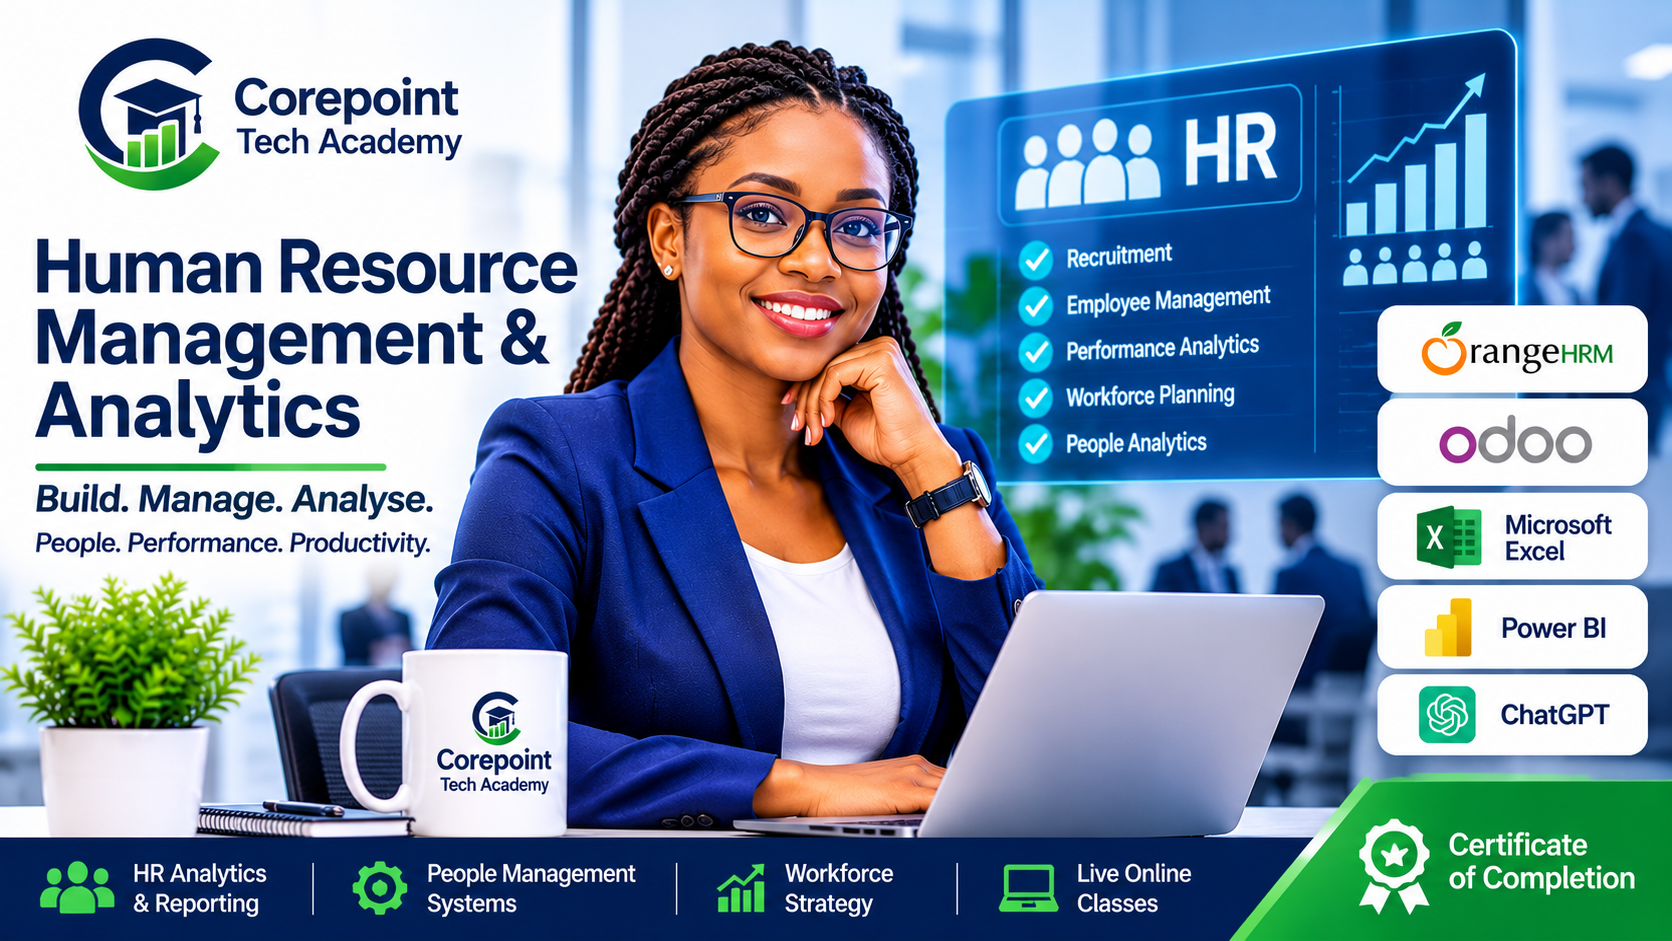 Corepoint
Tech Academy
Human Resource
Management &
Analytics
Build. Manage. Analyse.
People. Performance. Productivity.
HR
Recruitment
Employee Management
Performance Analytics
Workforce Planning
People Analytics
OrangeHRM
odoo
X
Microsoft
Excel
Power BI
ChatGPT
Corepoint
Tech Academy
HR Analytics
& Reporting
People Management
Systems
Workforce
Strategy
Live Online
Classes
Certificate
of Completion